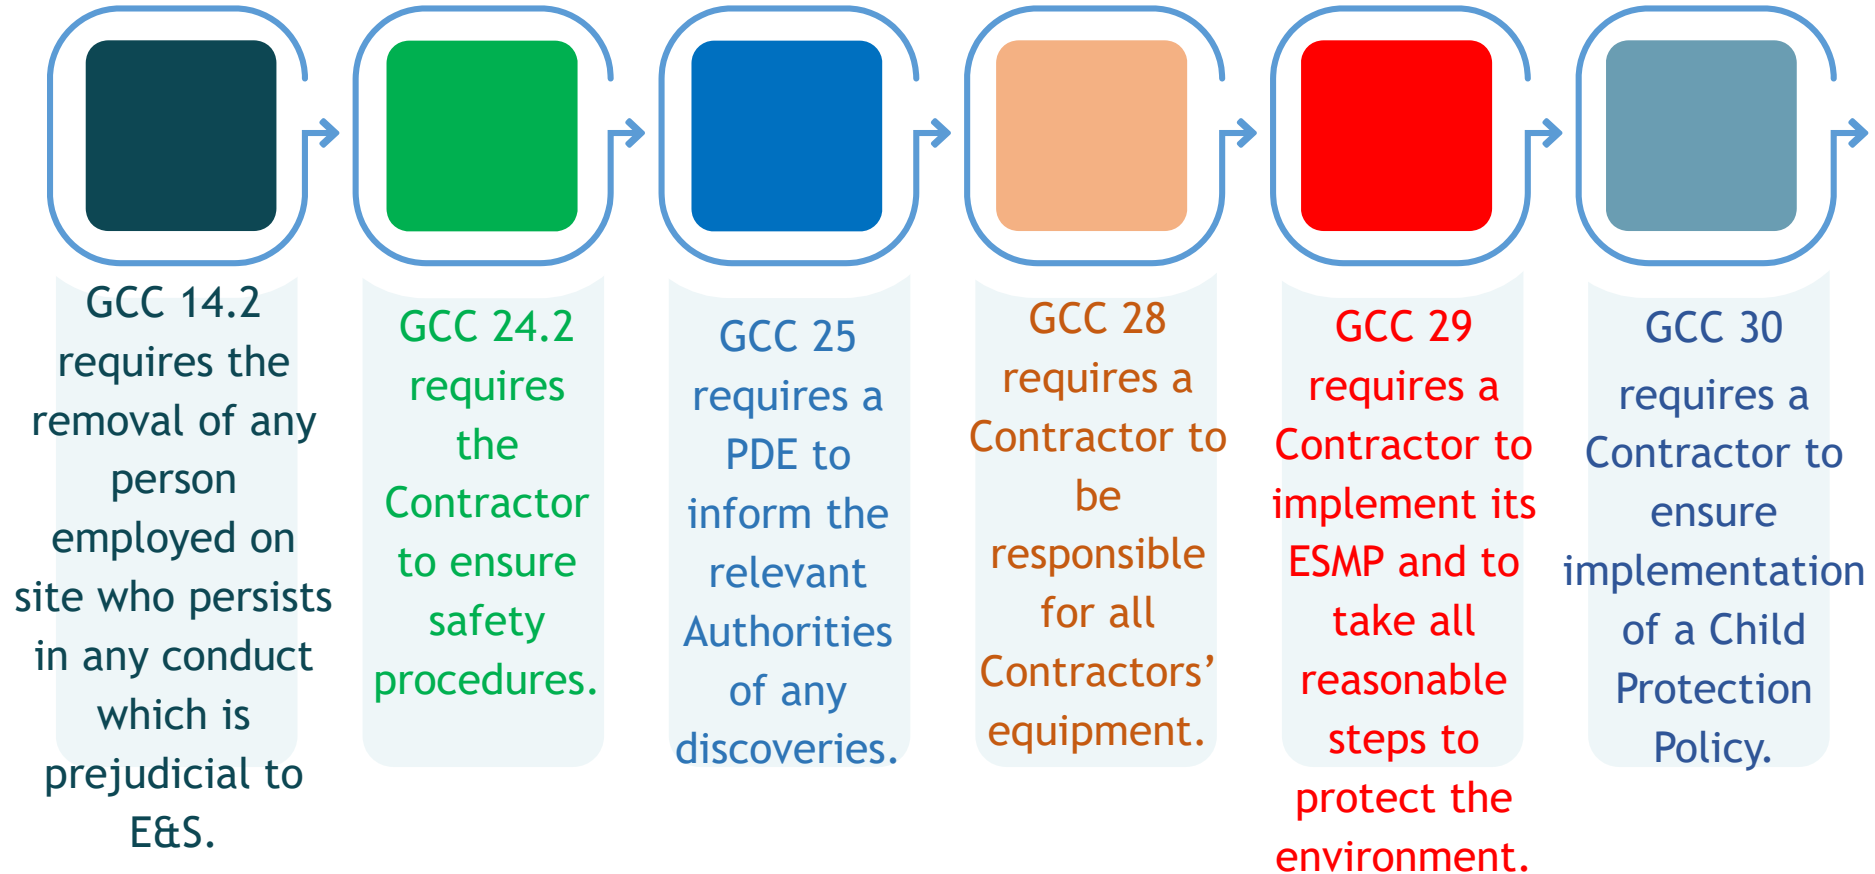 GCC 14.2
requires the
removal of any
person
employed on
site who persists
in any conduct
which is
prejudicial to
E&S.
GCC 24.2
requires
the
Contractor
to ensure
safety
procedures.
GCC 25
requires a
PDE to
inform the
relevant
Authorities
of any
discoveries.
GCC 28
requires a
Contractor to
be
responsible
for all
Contractors’
equipment.
GCC 29
requires a
Contractor to
implement its
ESMP and to
take all
reasonable
steps to
protect the
environment.
GCC 30
requires a
Contractor to
ensure
implementation
of a Child
Protection
Policy.